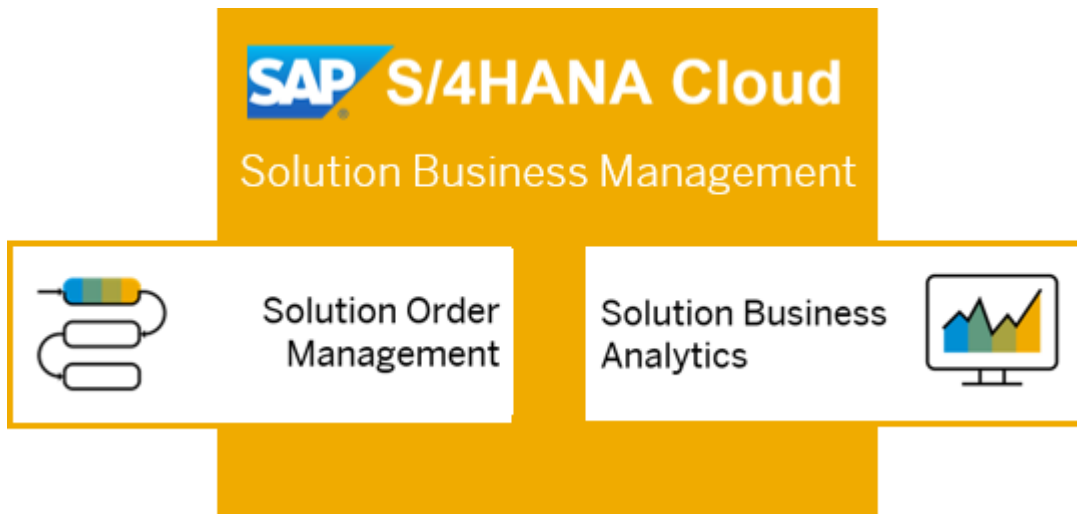 SAP® S/4HANA Cloud
Solution Business Management
Solution Order
Management
Solution Business
Analytics